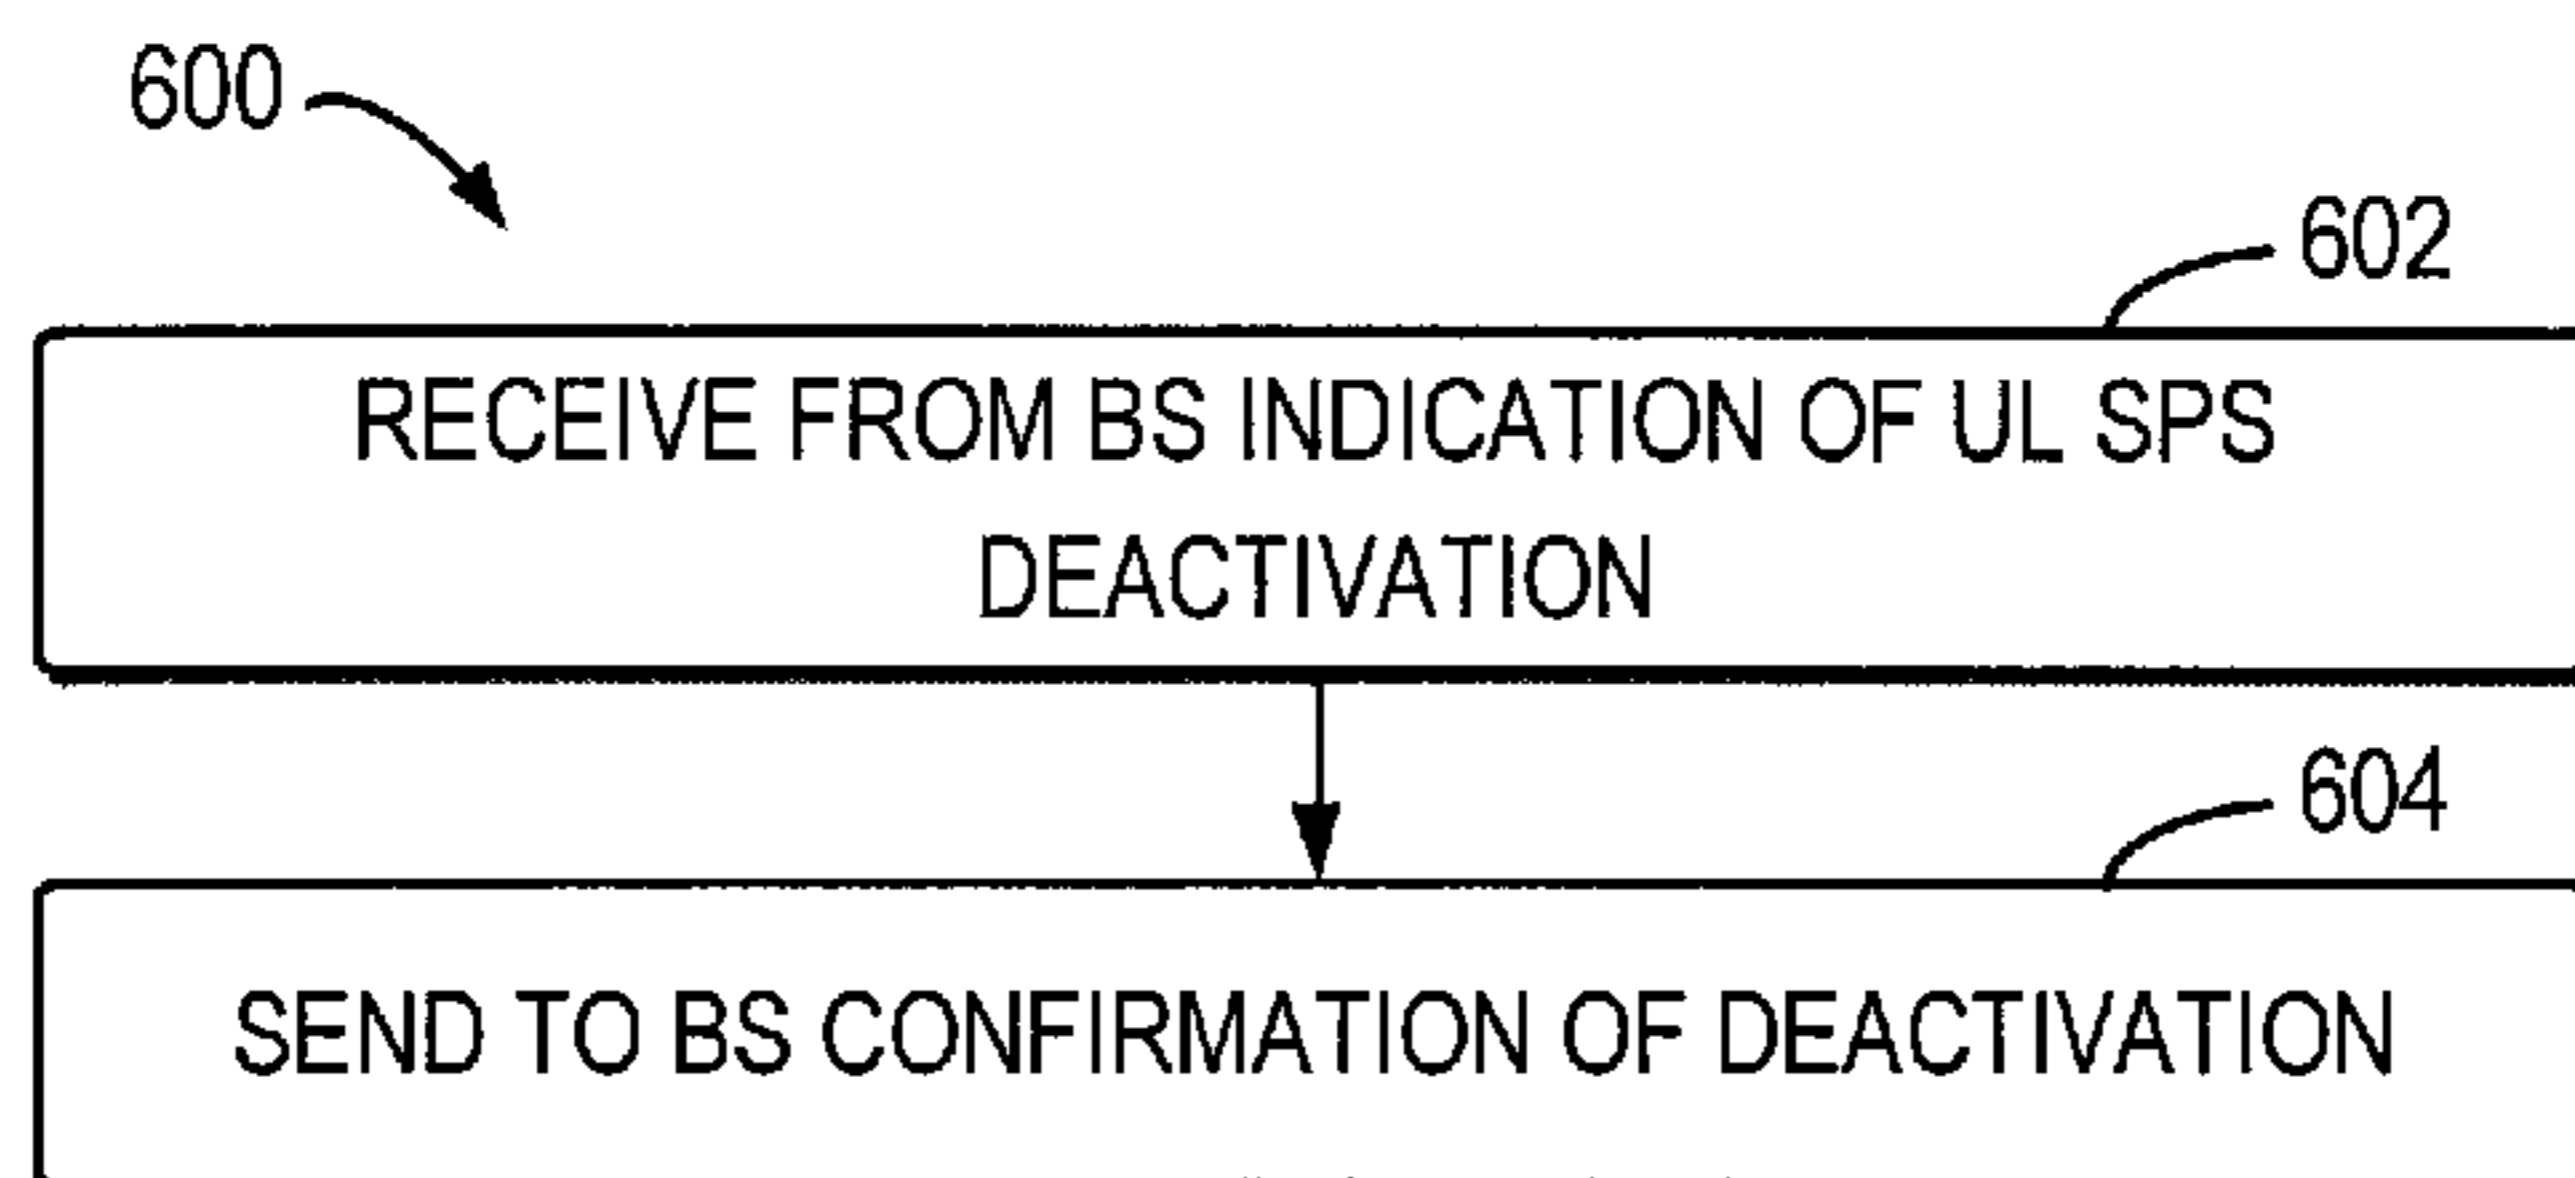 600
602
RECEIVE FROM BS INDICATION OF UL SPS
DEACTIVATION
604
SEND TO BS CONFIRMATION OF DEACTIVATION